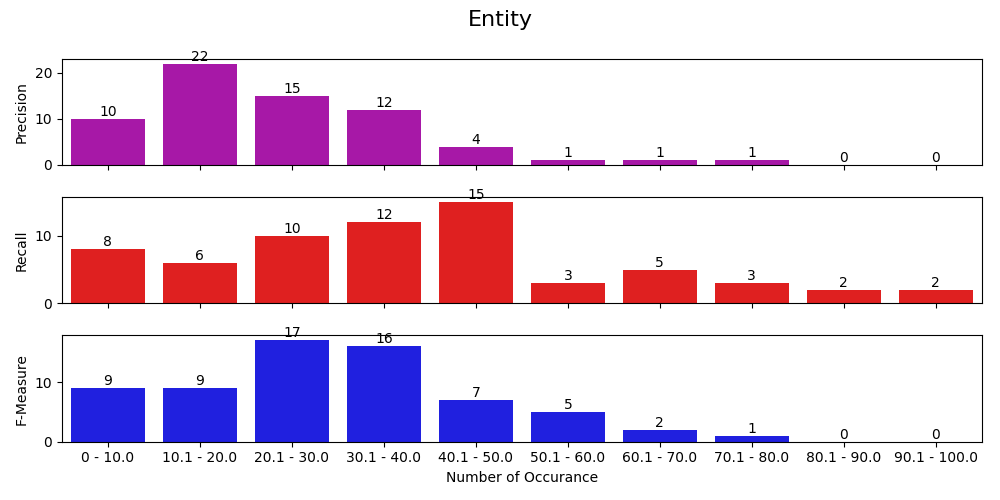 Entity
Precision
20
10
0
10 22 15 12 4 1 1 1 0 0
Recall
10
0
8 6 10 12 15 3 5 3 2 2
F-Measure
10
0
9 9 17 16 7 5 2 1 0 0
0 - 10.0 10.1 - 20.0 20.1 - 30.0 30.1 - 40.0 40.1 - 50.0 50.1 - 60.0 60.1 - 70.0 70.1 - 80.0 80.1 - 90.0 90.1 - 100.0
Number of Occurance